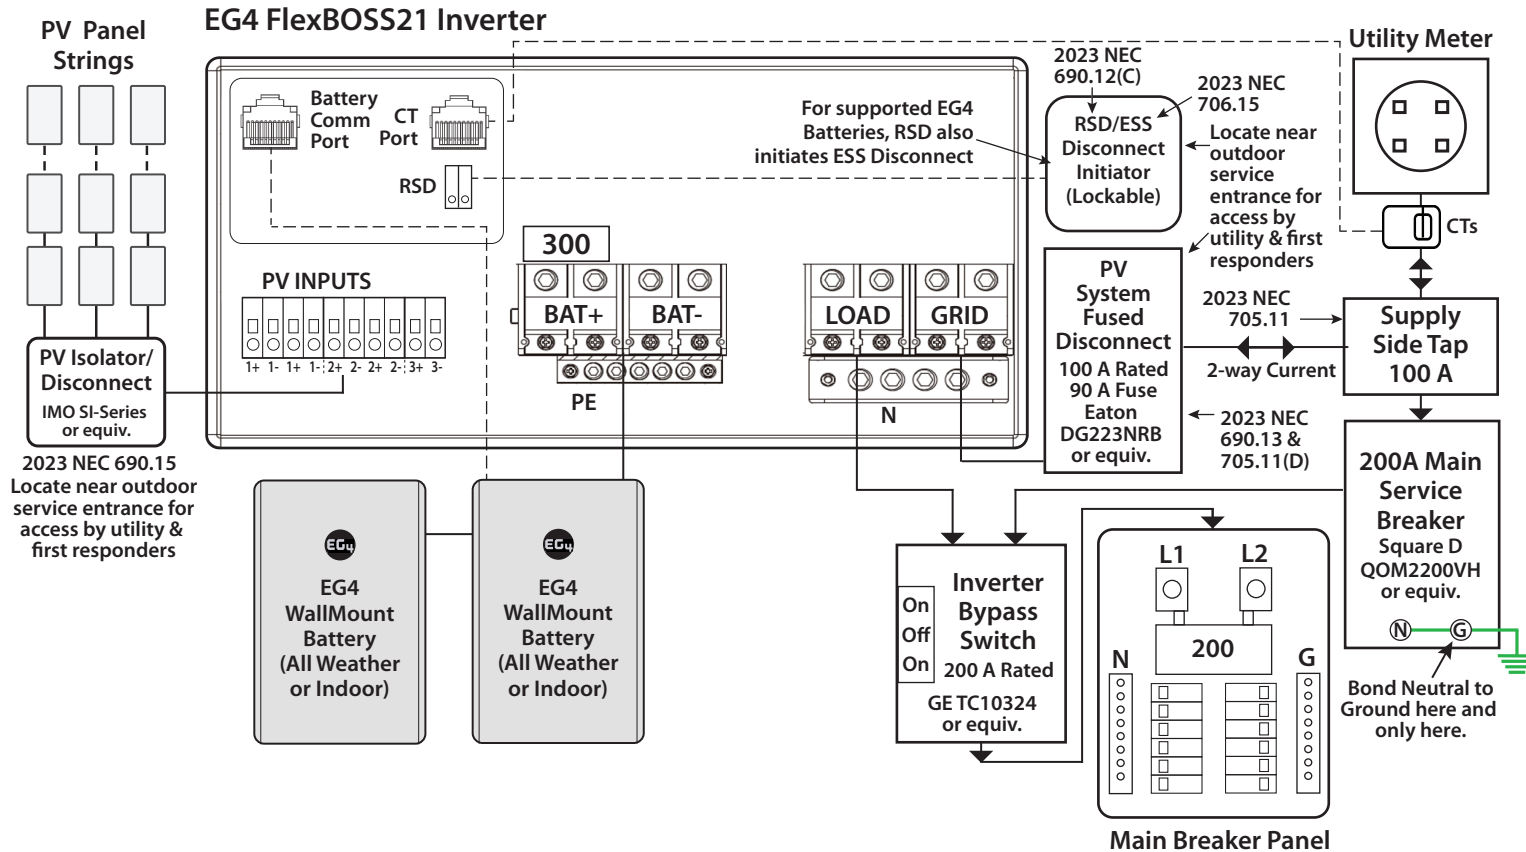 EG4 FlexBOSS21 Inverter
PV Panel
Strings
Battery
Comm
Port
CT
Port
RSD
For supported EG4
Batteries, RSD also
initiates ESS Disconnect
2023 NEC
690.12(C)
2023 NEC
706.15
RSD/ESS
Disconnect
Initiator
(Lockable)
Locate near
outdoor
service
entrance for
access by
utility & first
responders
Utility Meter
CTs
PV INPUTS
1+ 1- 1+ 1- 2+ 2- 2+ 2- 3+ 3-
300
BAT+ BAT-
PE
LOAD GRID
N
PV
System
Fused
Disconnect
100 A Rated
90 A Fuse
Eaton
DG223NRB
or equiv.
2023 NEC
705.11
2-way Current
2023 NEC
690.13 &
705.11(D)
Supply
Side Tap
100 A
PV Isolator/
Disconnect
IMO SI-Series
or equiv.
2023 NEC 690.15
Locate near outdoor
service entrance for
access by utility &
first responders
EG4
EG4
WallMount
Battery
(All Weather
or Indoor)
EG4
EG4
WallMount
Battery
(All Weather
or Indoor)
On
Off
On
Inverter
Bypass
Switch
200 A Rated
GE TC10324
or equiv.
L1 L2
200
N
G
Main Breaker Panel
200A Main
Service
Breaker
Square D
QOM2200VH
or equiv.
N G
Bond Neutral to
Ground here and
only here.